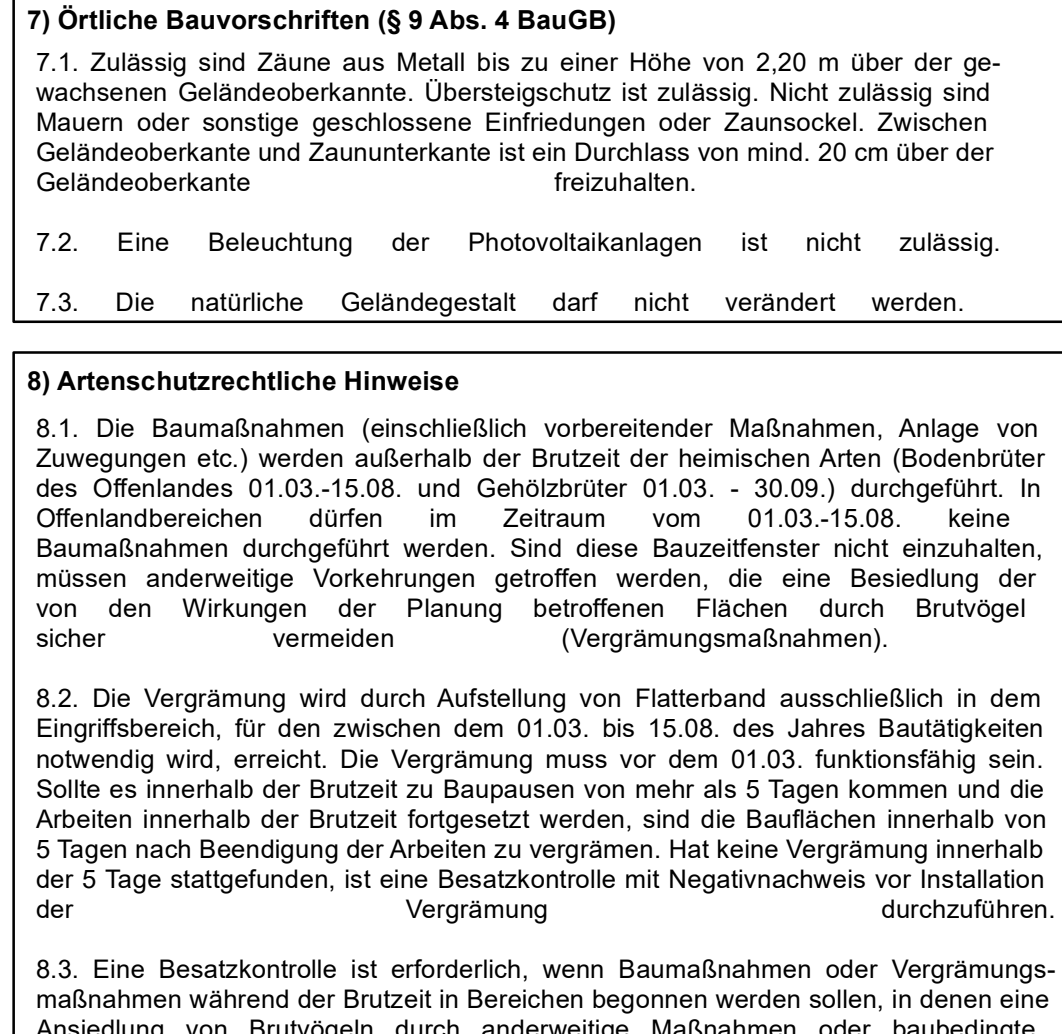 7) Örtliche Bauvorschriften (§ 9 Abs. 4 BauGB)
7.1. Zulässig sind Zäune aus Metall bis zu einer Höhe von 2,20 m über der ge-
wachsenen Geländeoberkannte. Übersteigschutz ist zulässig. Nicht zulässig sind
Mauern oder sonstige geschlossene Einfriedungen oder Zaunsockel. Zwischen
Geländeoberkante und Zaununterkante ist ein Durchlass von mind. 20 cm über der
Geländeoberkante freizuhalten.
7.2. Eine Beleuchtung der Photovoltaikanlagen ist nicht zulässig.
7.3. Die natürliche Geländegestalt darf nicht verändert werden.
8) Artenschutzrechtliche Hinweise
8.1. Die Baumaßnahmen (einschließlich vorbereitender Maßnahmen, Anlage von
Zuwegungen etc.) werden außerhalb der Brutzeit der heimischen Arten (Bodenbrüter
des Offenlandes 01.03.-15.08. und Gehölzbrüter 01.03. - 30.09.) durchgeführt. In
Offenlandbereichen dürfen im Zeitraum vom 01.03.-15.08. keine
Baumaßnahmen durchgeführt werden. Sind diese Bauzeitfenster nicht einzuhalten,
müssen anderweitige Vorkehrungen getroffen werden, die eine Besiedlung der
von den Wirkungen der Planung betroffenen Flächen durch Brutvögel
sicher vermeiden (Vergrämungsmaßnahmen).
8.2. Die Vergrämung wird durch Aufstellung von Flatterband ausschließlich in dem
Eingriffsbereich, für den zwischen dem 01.03. bis 15.08. des Jahres Bautätigkeiten
notwendig wird, erreicht. Die Vergrämung muss vor dem 01.03. funktionsfähig sein.
Sollte es innerhalb der Brutzeit zu Baupausen von mehr als 5 Tagen kommen und die
Arbeiten innerhalb der Brutzeit fortgesetzt werden, sind die Bauflächen innerhalb von
5 Tagen nach Beendigung der Arbeiten zu vergrämen. Hat keine Vergrämung innerhalb
der 5 Tage stattgefunden, ist eine Besatzkontrolle mit Negativnachweis vor Installation
der Vergrämung durchzuführen.
8.3. Eine Besatzkontrolle ist erforderlich, wenn Baumaßnahmen oder Vergrämungs-
maßnahmen während der Brutzeit in Bereichen begonnen werden sollen, in denen eine
Ansiedlung von Brutvögeln durch anderweitige Maßnahmen oder baubedingte